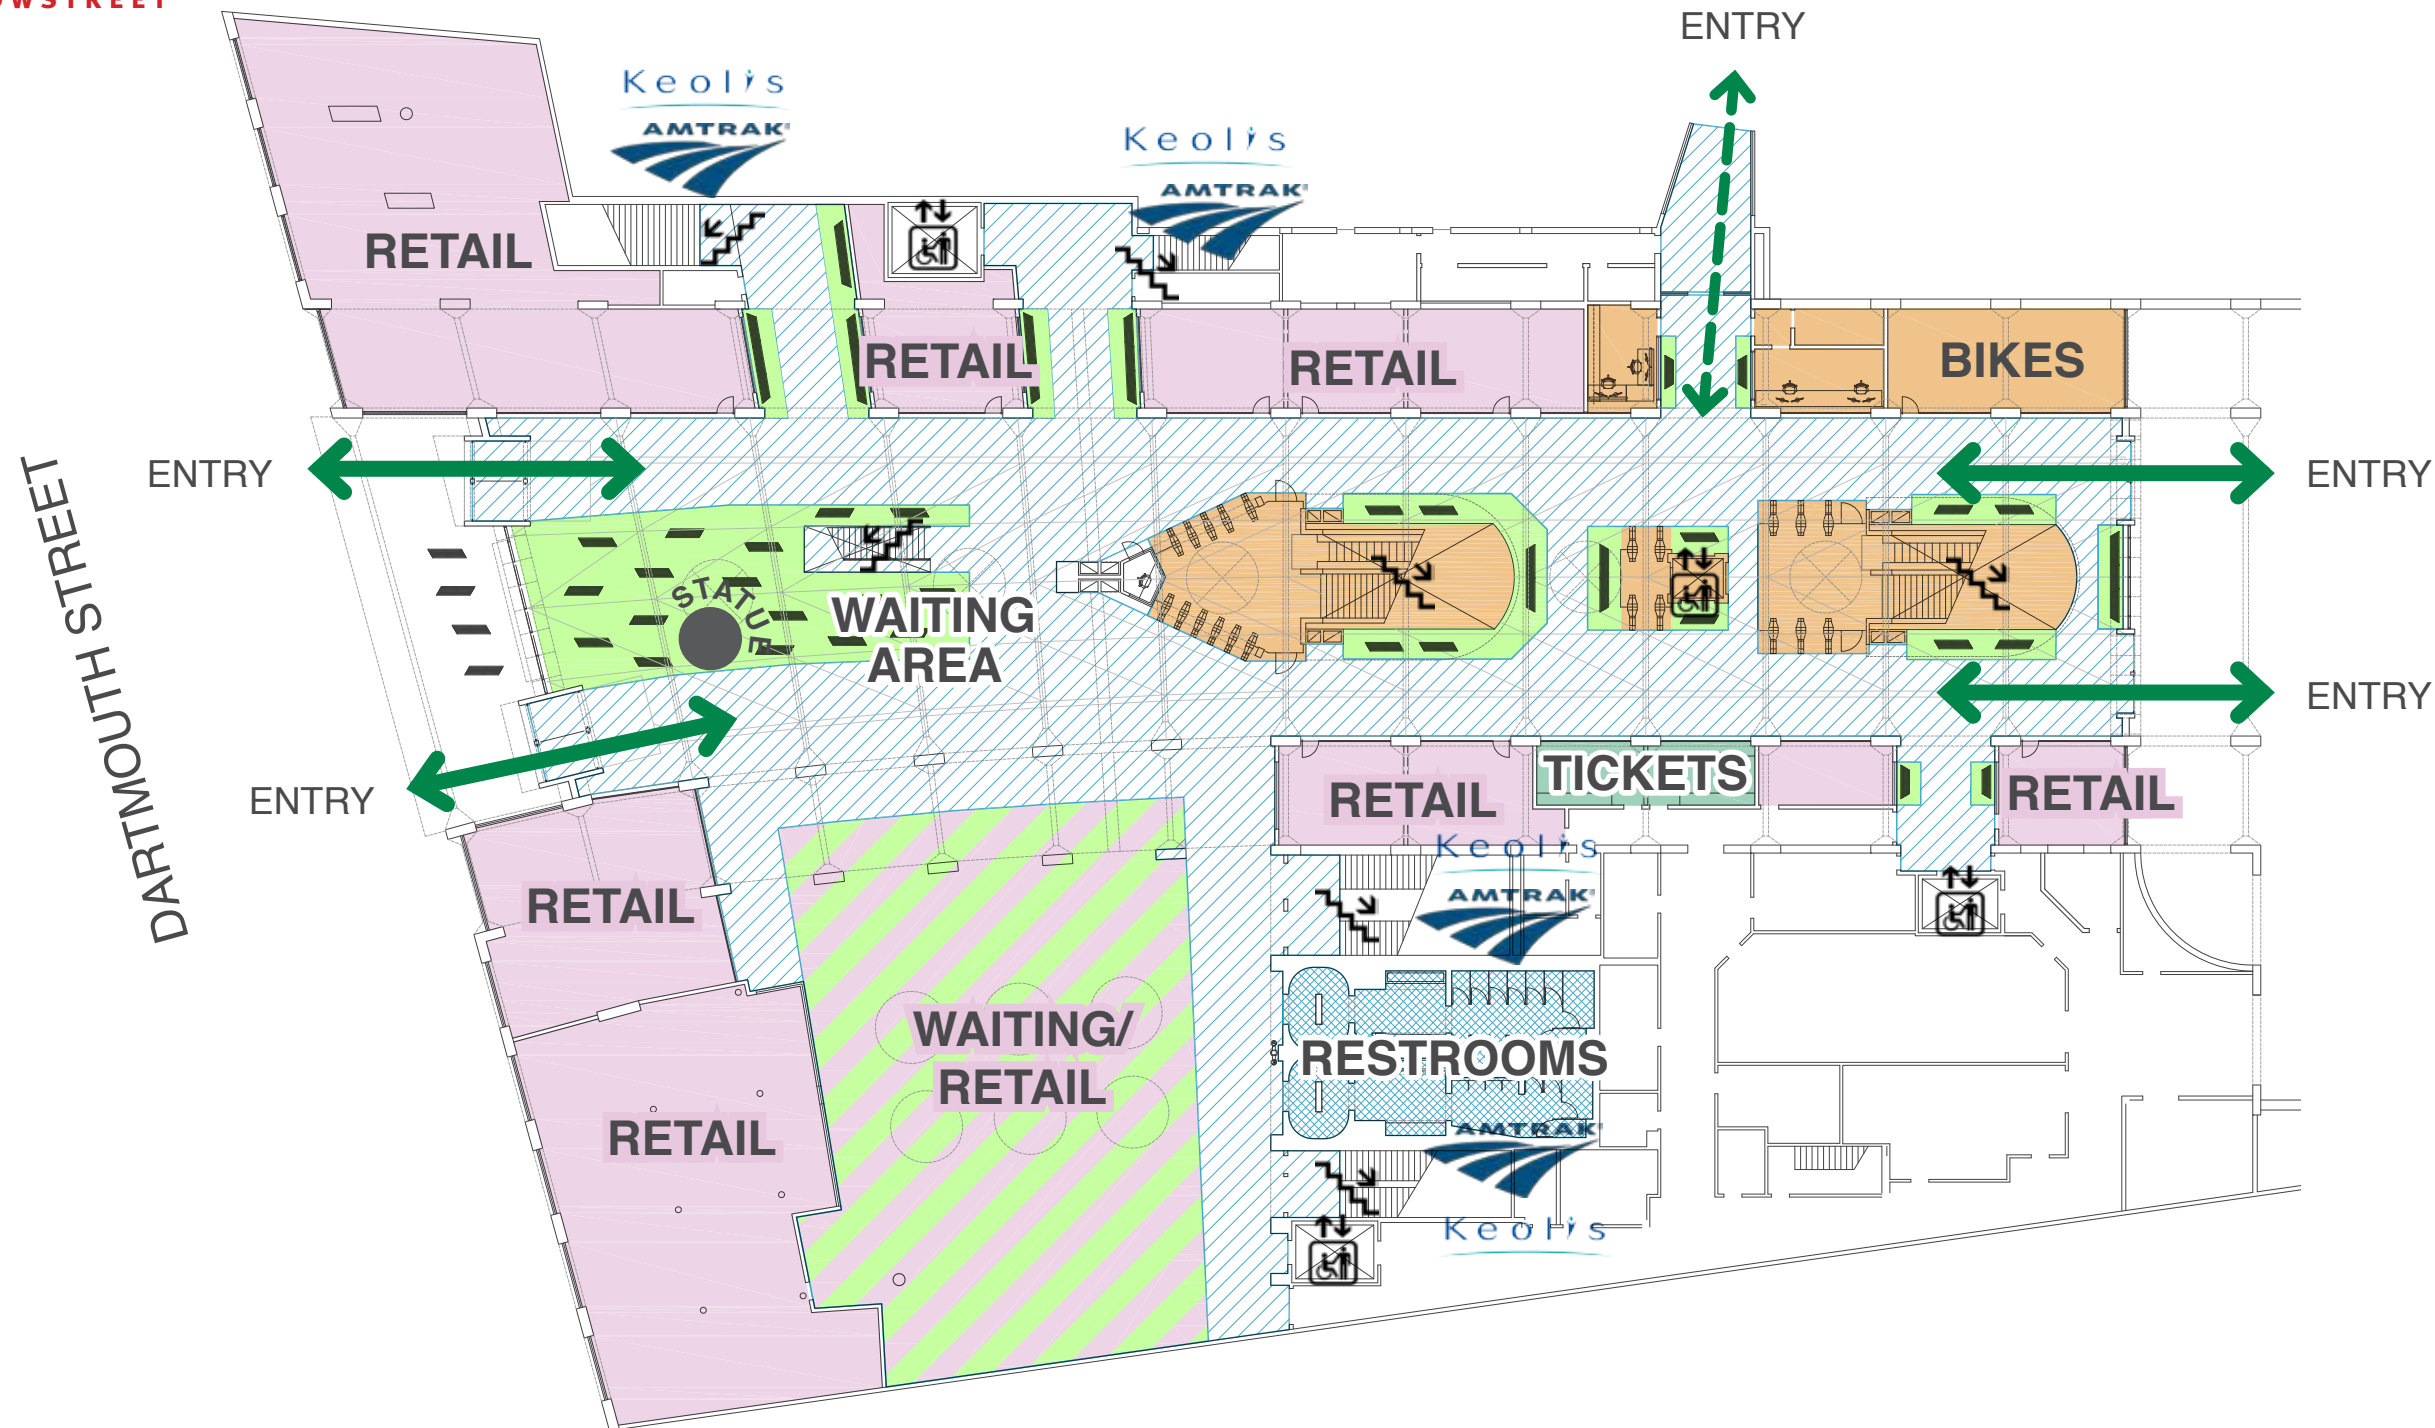 ENTRY
Keolis
AMTRAK
Keolis
AMTRAK
RETAIL
RETAIL
RETAIL
BIKES
ENTRY
ENTRY
DARTMOUTH STREET
STATUE
WAITING
AREA
ENTRY
ENTRY
RETAIL
TICKETS
RETAIL
Keolis
AMTRAK
RETAIL
WAITING/
RETAIL
RESTROOMS
RETAIL
AMTRAK
Keolis